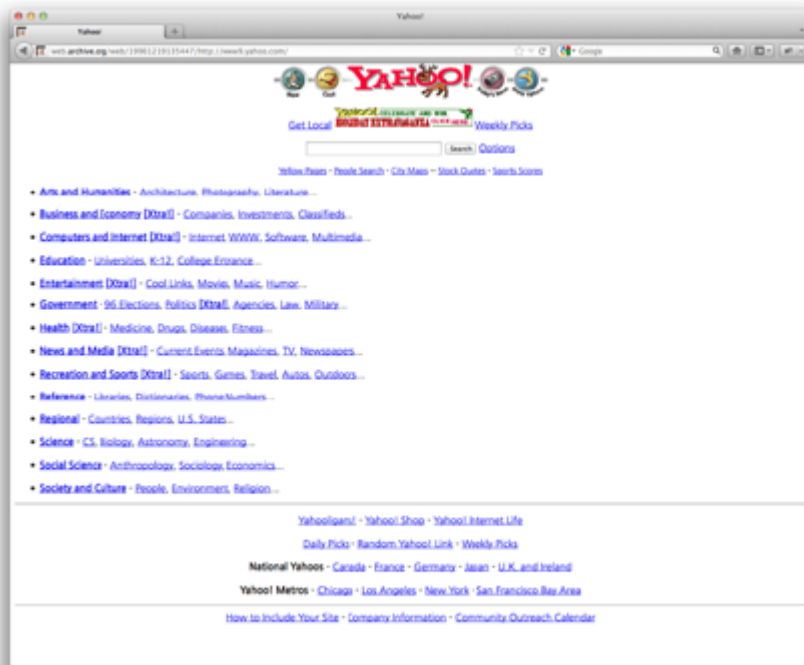 Yahoo!
Yahoo!
web.archive.org/web/19961219135447/http://www9.yahoo.com/
Google
New Cool YAHOO!
Get Local HOLIDAY EXTRAVAGANZA Weekly Picks
Search Options
Yellow Pages - People Search - City Maps -- Stock Quotes - Sports Scores
• Arts and Humanities - Architecture, Photography, Literature...
• Business and Economy [Xtra!] - Companies, Investments, Classifieds...
• Computers and Internet [Xtra!] - Internet, WWW, Software, Multimedia...
• Education - Universities, K-12, College Entrance...
• Entertainment [Xtra!] - Cool Links, Movies, Music, Humor...
• Government - 96 Elections, Politics [Xtra!], Agencies, Law, Military...
• Health [Xtra!] - Medicine, Drugs, Diseases, Fitness...
• News and Media [Xtra!] - Current Events, Magazines, TV, Newspapers...
• Recreation and Sports [Xtra!] - Sports, Games, Travel, Autos, Outdoors...
• Reference - Libraries, Dictionaries, Phone Numbers...
• Regional - Countries, Regions, U.S. States...
• Science - CS, Biology, Astronomy, Engineering...
• Social Science - Anthropology, Sociology, Economics...
• Society and Culture - People, Environment, Religion...
Yahooligans! - Yahoo! Shop - Yahoo! Internet Life
Daily Picks - Random Yahoo! Link - Weekly Picks
National Yahoos - Canada - France - Germany - Japan - U.K. and Ireland
Yahoo! Metros - Chicago - Los Angeles - New York - San Francisco Bay Area
How to Include Your Site - Company Information - Community Outreach Calendar